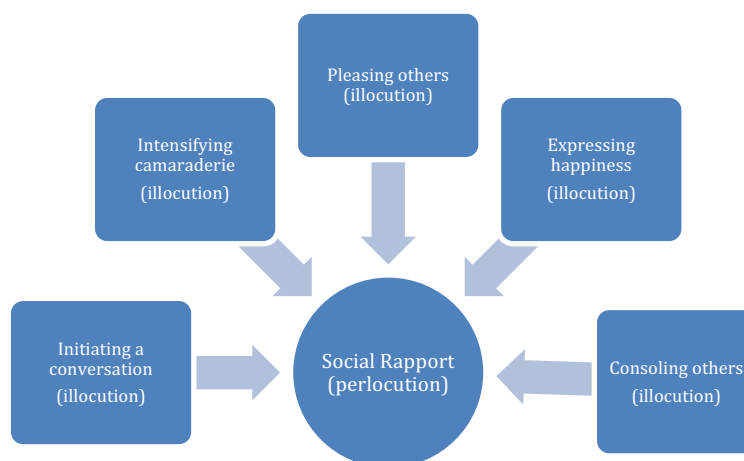 Pleasing others
(illocution)
Intensifying
camaraderie
(illocution)
Expressing
happiness
(illocution)
Initiating a
conversation
(illocution)
Social Rapport
(perlocution)
Consoling others
(illocution)